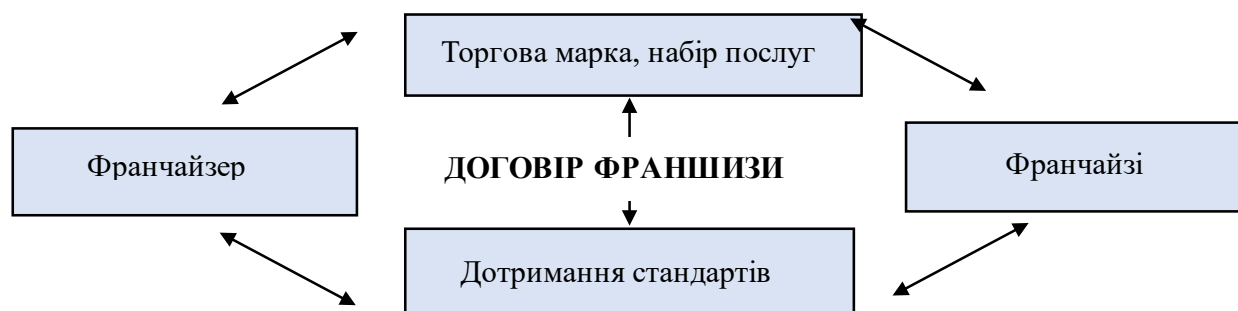 Торгова марка, набір послуг
Франчайзер
ДОГОВІР ФРАНШИЗИ
Франчайзі
Дотримання стандартів